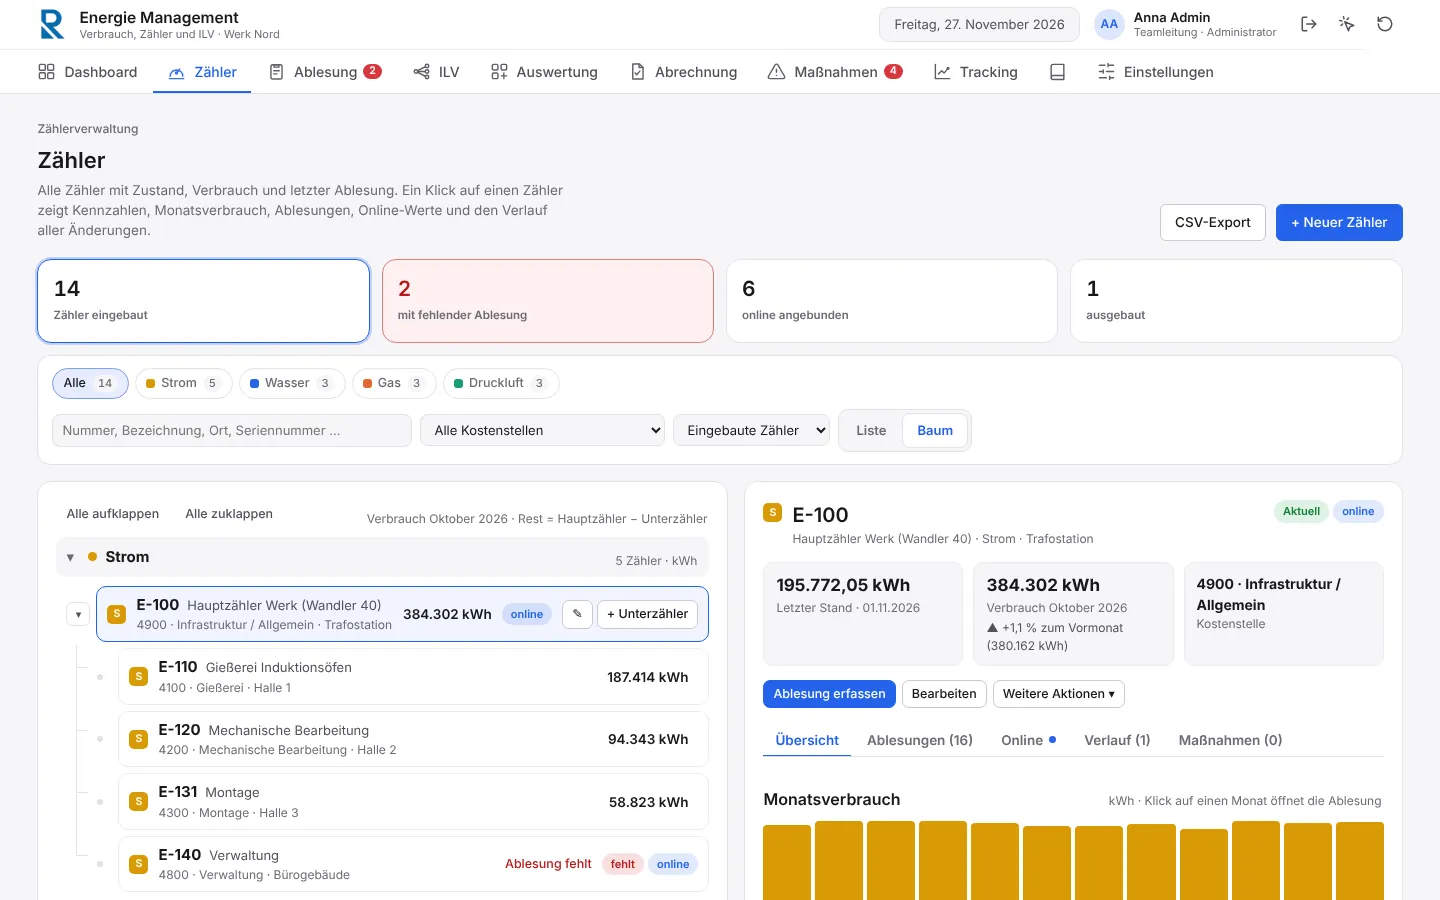 Energie Management
Verbrauch, Zähler und ILV · Werk Nord
Freitag, 27. November 2026
AA
Anna Admin
Teamleitung · Administrator
Dashboard
Zähler
Ablesung 2
ILV
Auswertung
Abrechnung
Maßnahmen 4
Tracking
Einstellungen
Zählerverwaltung
Zähler
Alle Zähler mit Zustand, Verbrauch und letzter Ablesung. Ein Klick auf einen Zähler
zeigt Kennzahlen, Monatsverbrauch, Ablesungen, Online-Werte und den Verlauf
aller Änderungen.
CSV-Export
+ Neuer Zähler
14
Zähler eingebaut
2
mit fehlender Ablesung
6
online angebunden
1
ausgebaut
Alle 14
Strom 5
Wasser 3
Gas 3
Druckluft 3
Nummer, Bezeichnung, Ort, Seriennummer ...
Alle Kostenstellen
Eingebaute Zähler
Liste
Baum
Alle aufklappen
Alle zuklappen
Verbrauch Oktober 2026 · Rest = Hauptzähler − Unterzähler
▼ Strom
5 Zähler · kWh
▼
S
E-100 Hauptzähler Werk (Wandler 40)
4900 · Infrastruktur / Allgemein · Trafostation
384.302 kWh
online
✎
+ Unterzähler
S
E-110 Gießerei Induktionsöfen
4100 · Gießerei · Halle 1
187.414 kWh
S
E-120 Mechanische Bearbeitung
4200 · Mechanische Bearbeitung · Halle 2
94.343 kWh
S
E-131 Montage
4300 · Montage · Halle 3
58.823 kWh
S
E-140 Verwaltung
4800 · Verwaltung · Bürogebäude
Ablesung fehlt
fehlt
online
S
E-100
Hauptzähler Werk (Wandler 40) · Strom · Trafostation
Aktuell
online
195.772,05 kWh
Letzter Stand · 01.11.2026
384.302 kWh
Verbrauch Oktober 2026
▲ +1,1 % zum Vormonat
(380.162 kWh)
4900 · Infrastruktur /
Allgemein
Kostenstelle
Ablesung erfassen
Bearbeiten
Weitere Aktionen ▾
Übersicht
Ablesungen (16)
Online
Verlauf (1)
Maßnahmen (0)
Monatsverbrauch
kWh · Klick auf einen Monat öffnet die Ablesung